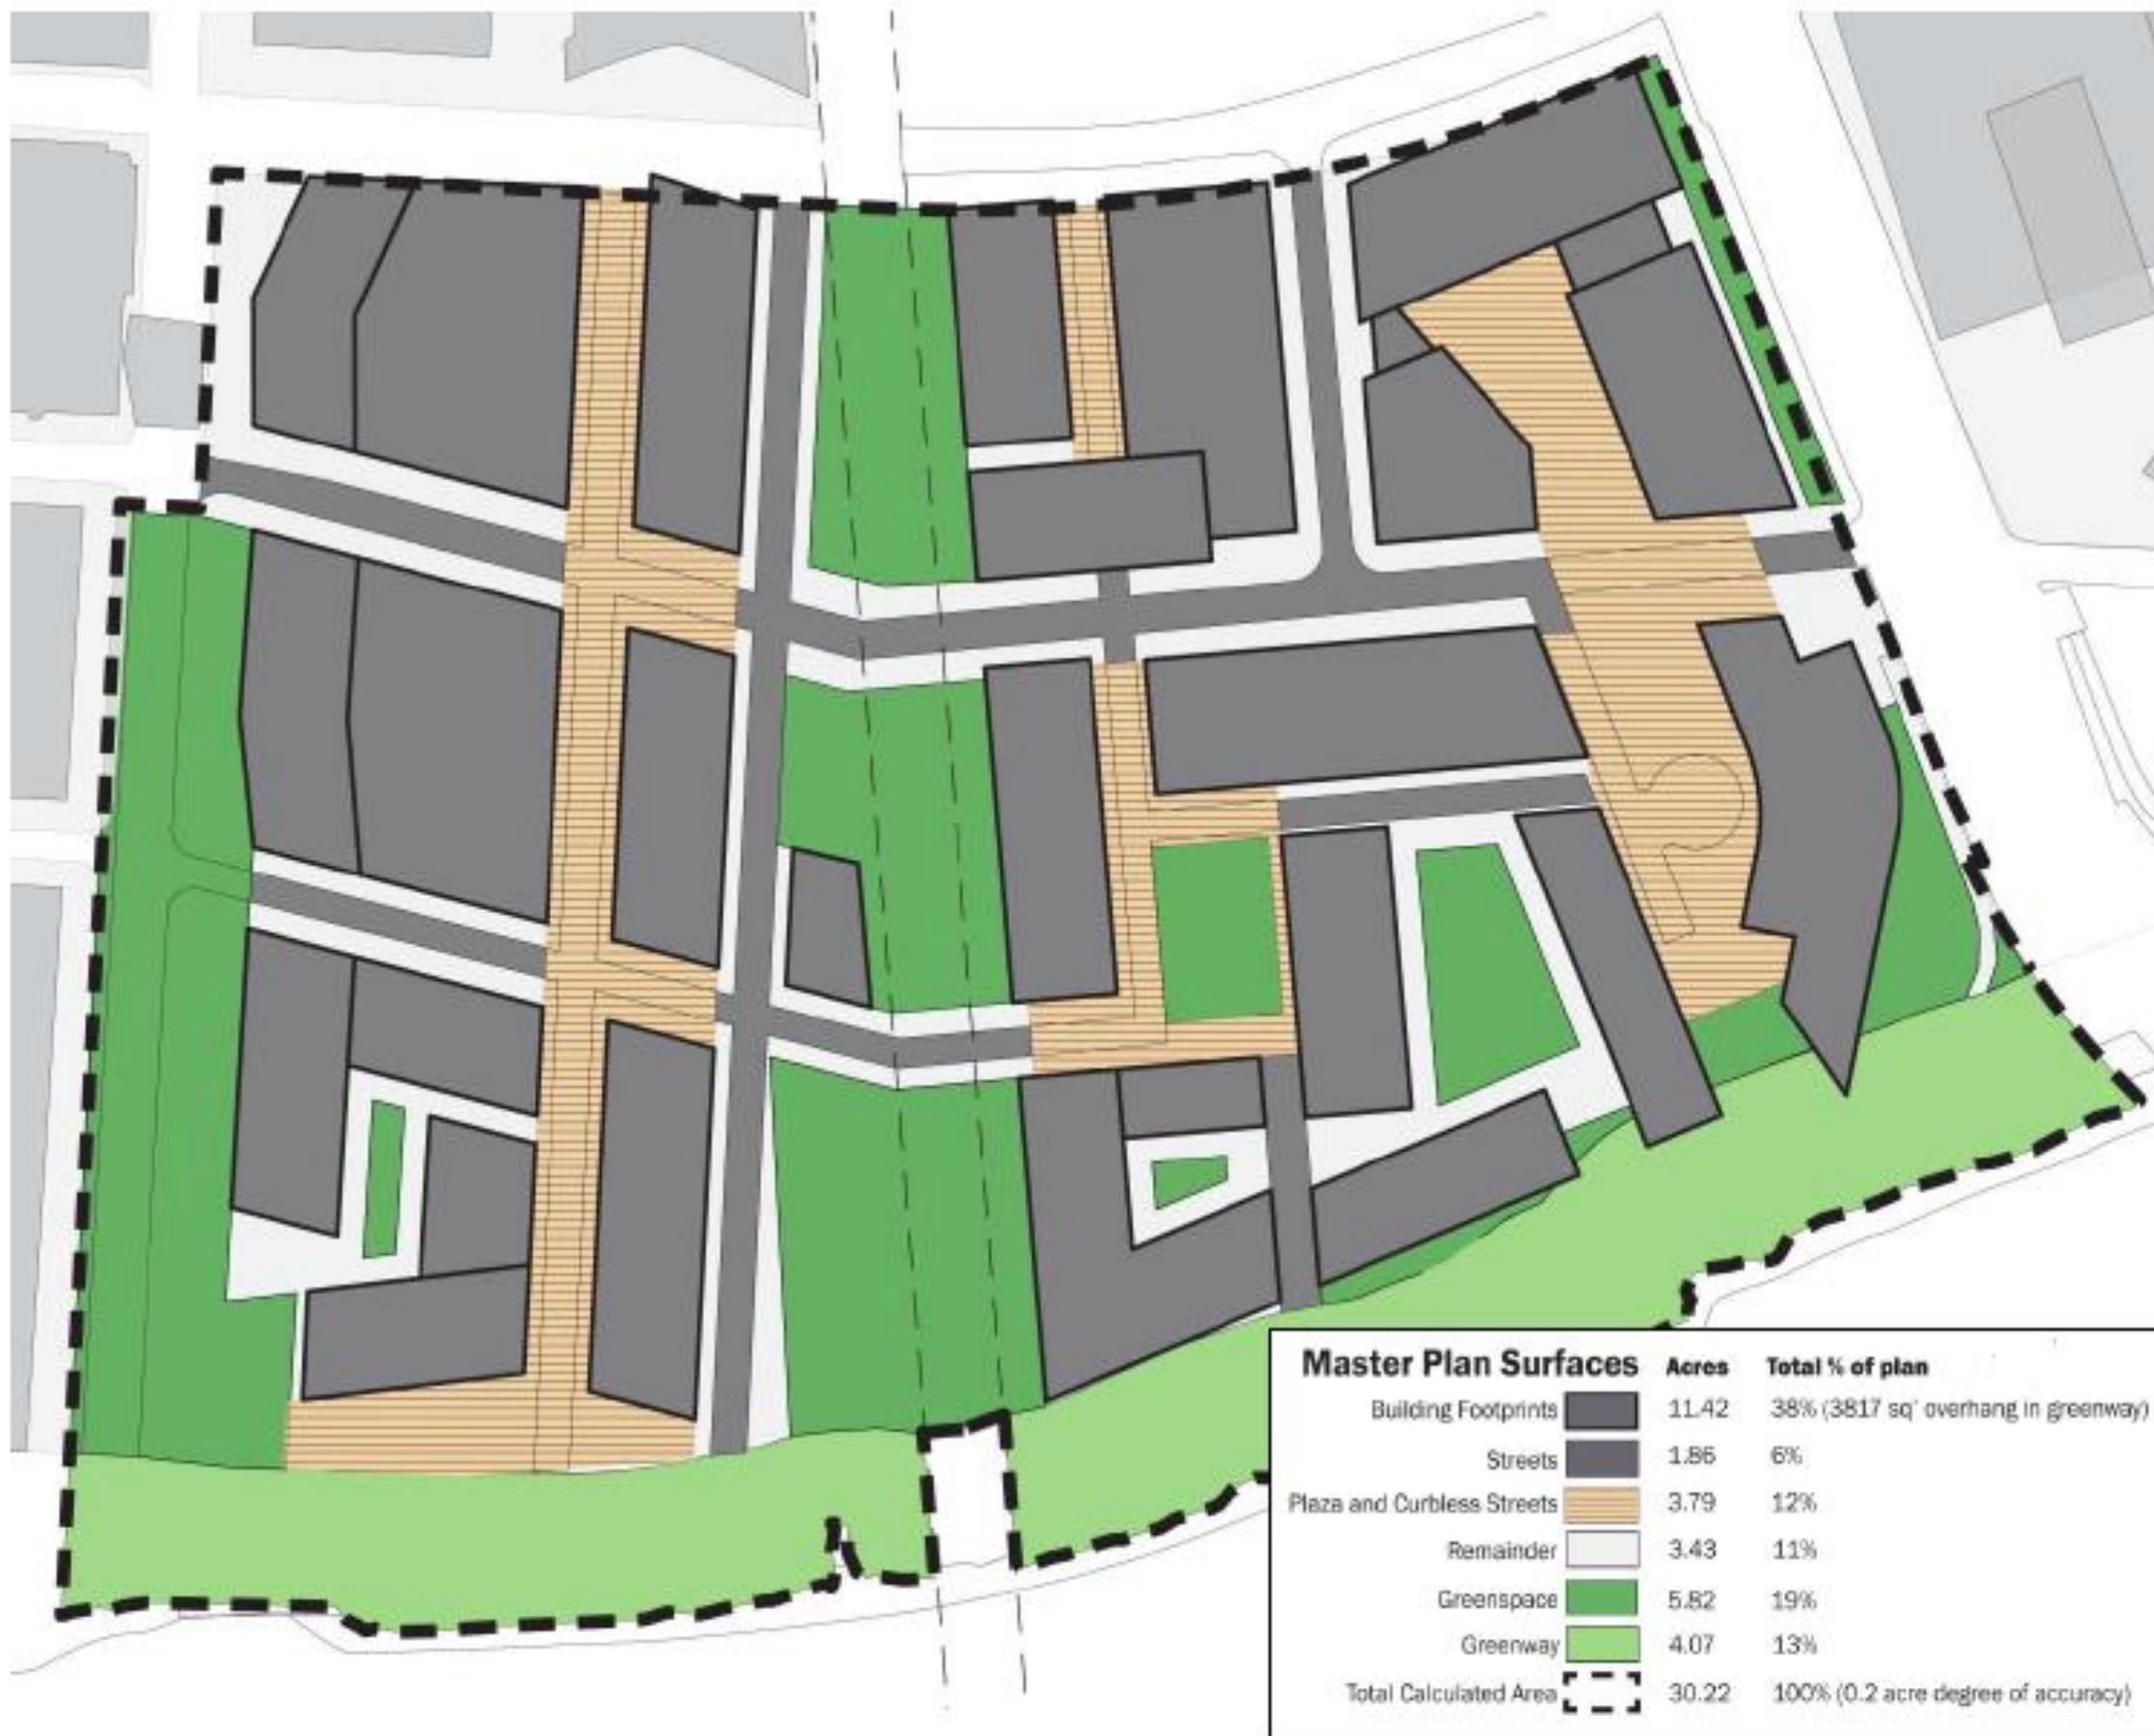 Master Plan Surfaces Acres Total % of plan
Building Footprints 11.42 38% (3817 sq' overhang in greenway)
Streets 1.86 6%
Plaza and Curbless Streets 3.79 12%
Remainder 3.43 11%
Greenspace 5.82 19%
Greenway 4.07 13%
Total Calculated Area 30.22 100% (0.2 acre degree of accuracy)